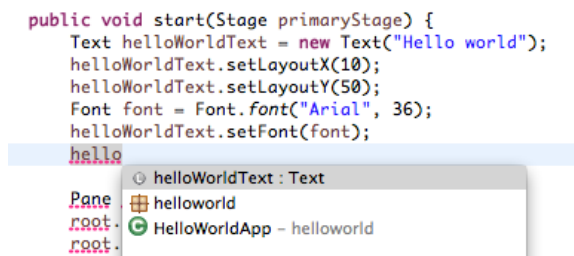 public void start(Stage primaryStage) {
Text helloWorldText = new Text("Hello world");
helloWorldText.setLayoutX(10);
helloWorldText.setLayoutY(50);
Font font = Font.font("Arial", 36);
helloWorldText.setFont(font);
hello
helloWorldText : Text
Pane
helloworld
root.
HelloWorldApp – helloworld
root.